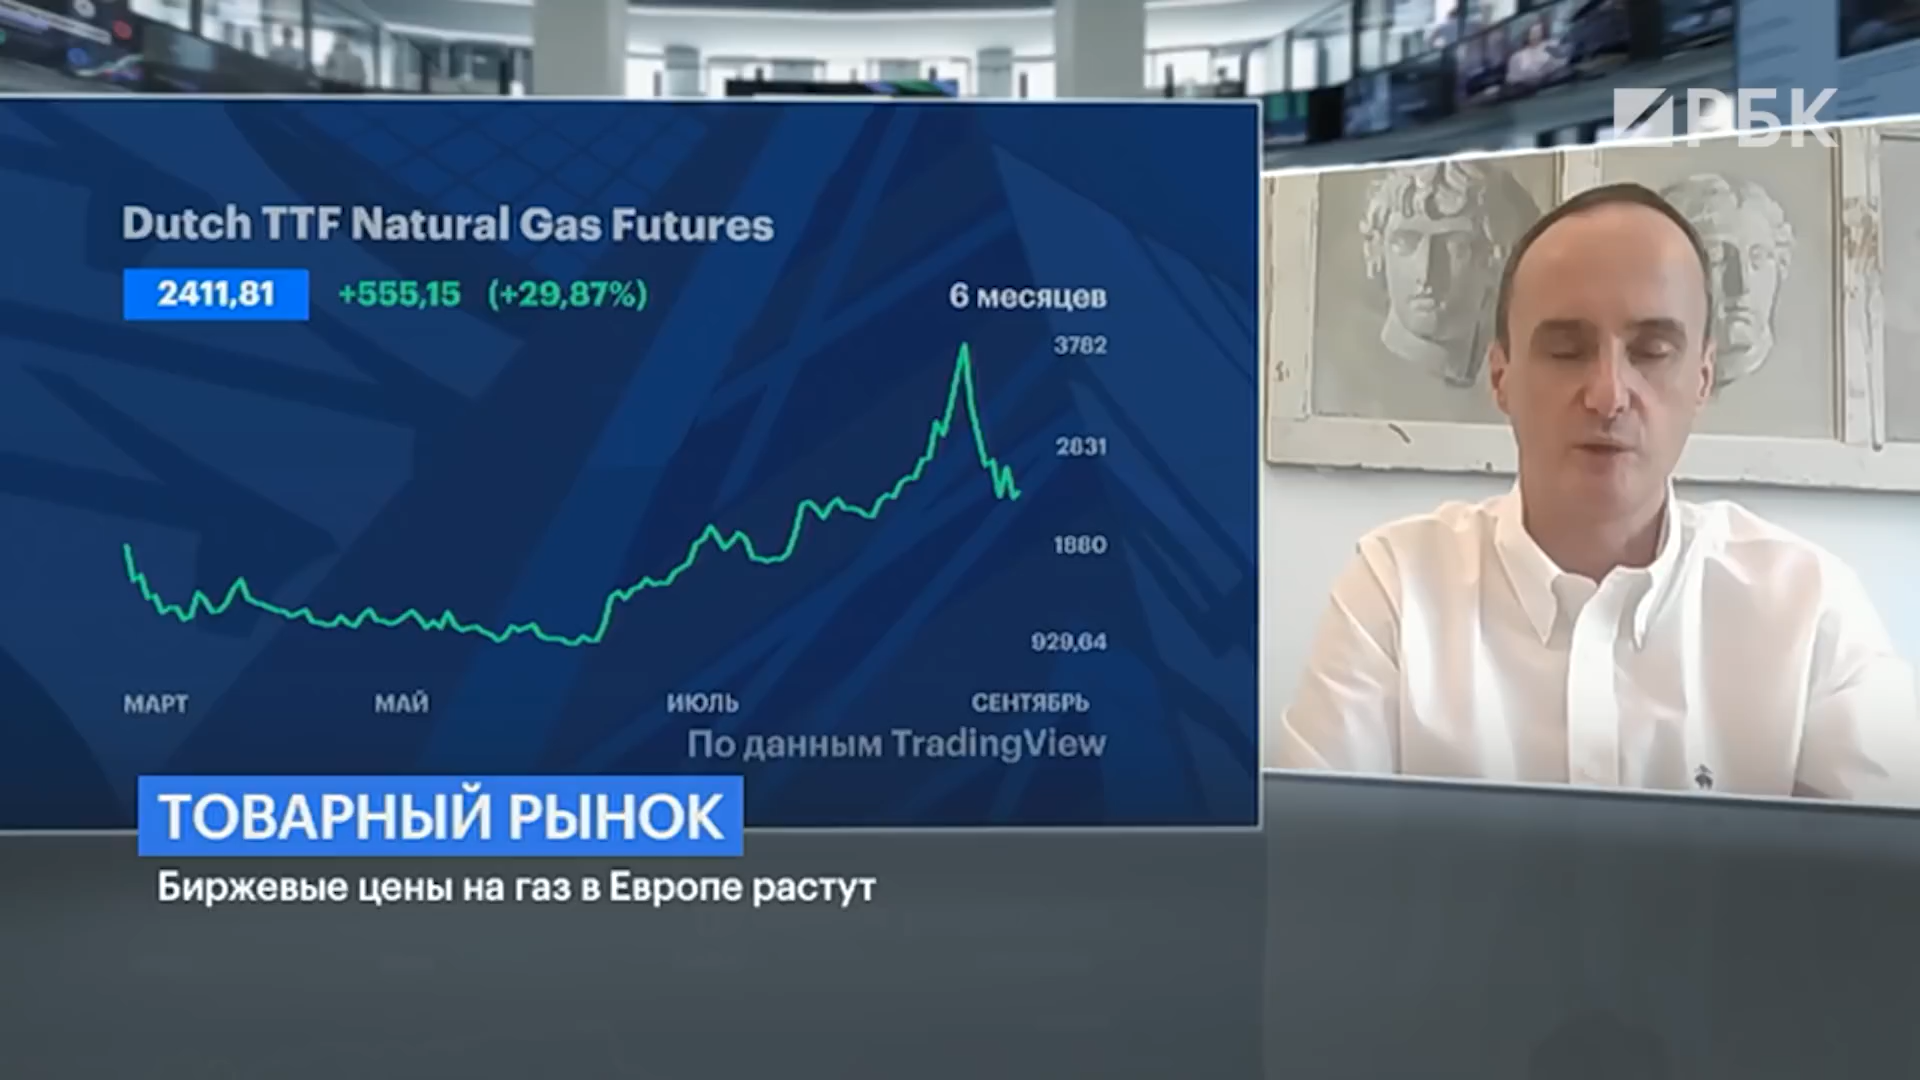 РБК
Dutch TTF Natural Gas Futures
2411,81 +555,15 (+29,87%)
6 месяцев
3782
2831
1880
929,64
МАРТ МАЙ ИЮЛЬ СЕНТЯБРЬ
По данным TradingView
ТОВАРНЫЙ РЫНОК
Биржевые цены на газ в Европе растут